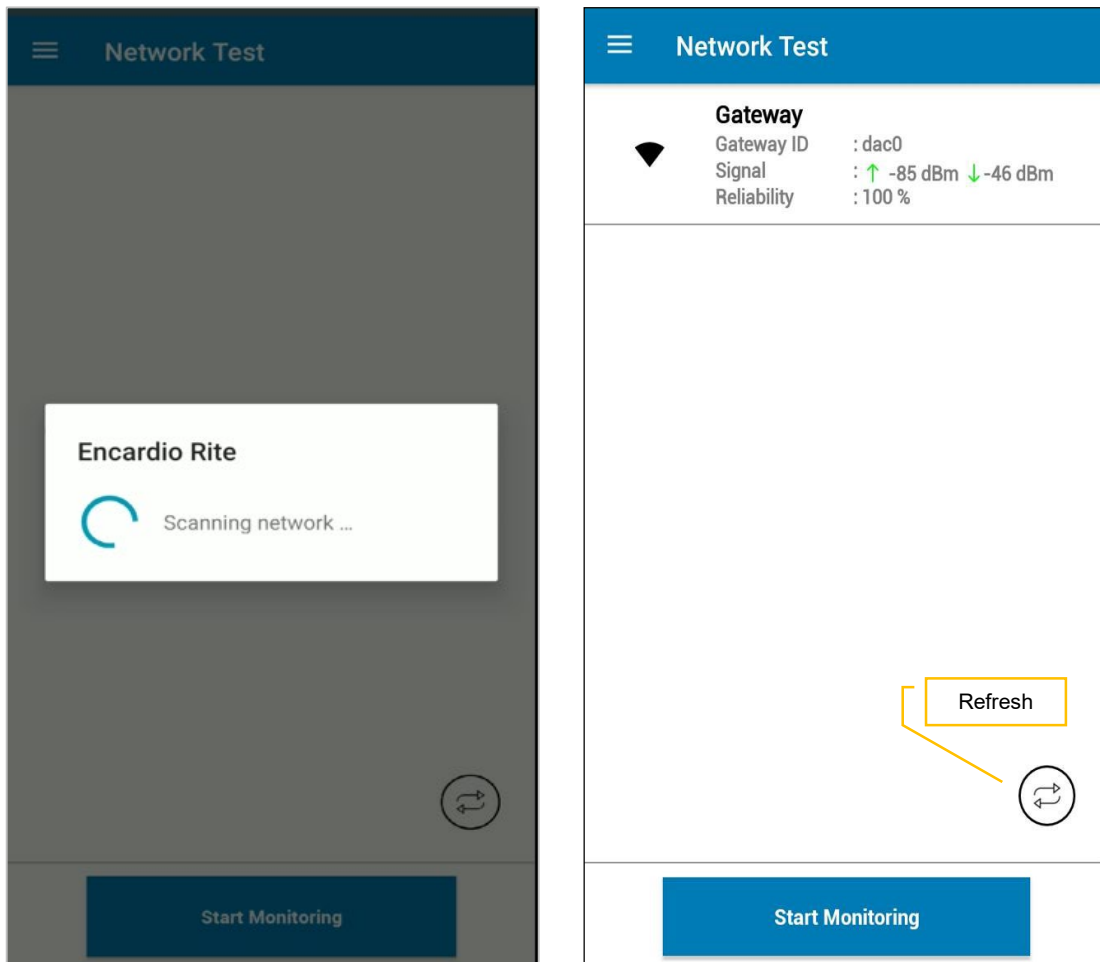 Network Test
Encardio Rite
Scanning network ...
Start Monitoring
Network Test
Gateway
Gateway ID : dac0
Signal : ↑ -85 dBm ↓ -46 dBm
Reliability : 100 %
Refresh
Start Monitoring